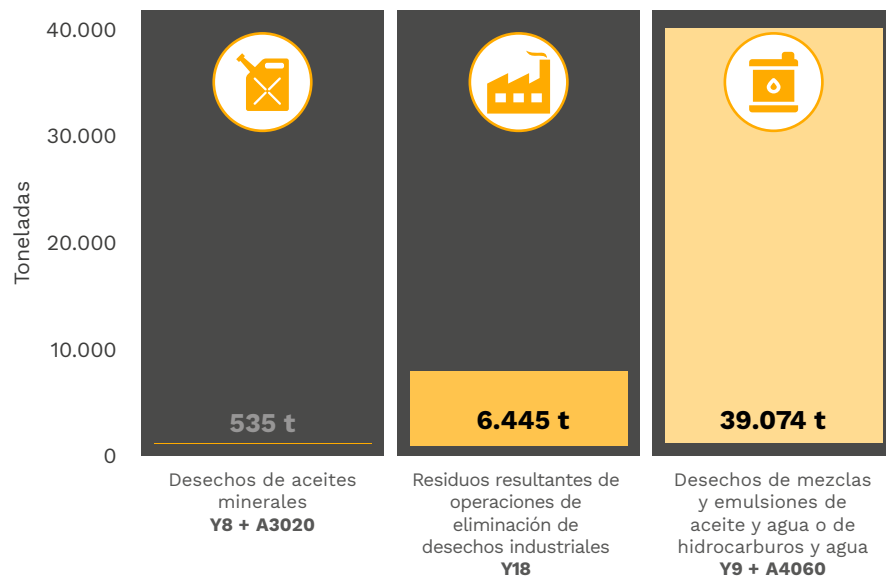 Toneladas
40.000
30.000
20.000
10.000
0
535 t
6.445 t
39.074 t
Desechos de aceites
minerales
Y8 + A3020
Residuos resultantes de
operaciones de
eliminación de
desechos industriales
Y18
Desechos de mezclas
y emulsiones de
aceite y agua o de
hidrocarburos y agua
Y9 + A4060